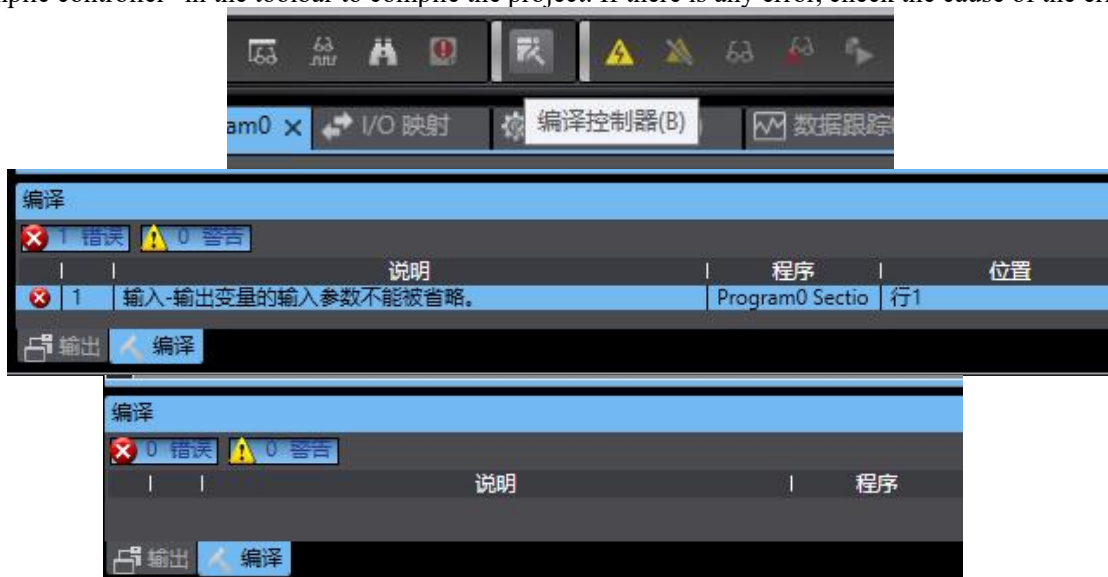 in the toolbar to compile the project. If there is any error, check the cause of the
am0 I/O 映射 编译控制器(B) 数据跟踪
编译
1 错误 0 警告
说明 程序 位置
1 输入-输出变量的输入参数不能被省略。 Program0 Sectio 行1
输出 编译
编译
0 错误 0 警告
说明 程序
输出 编译